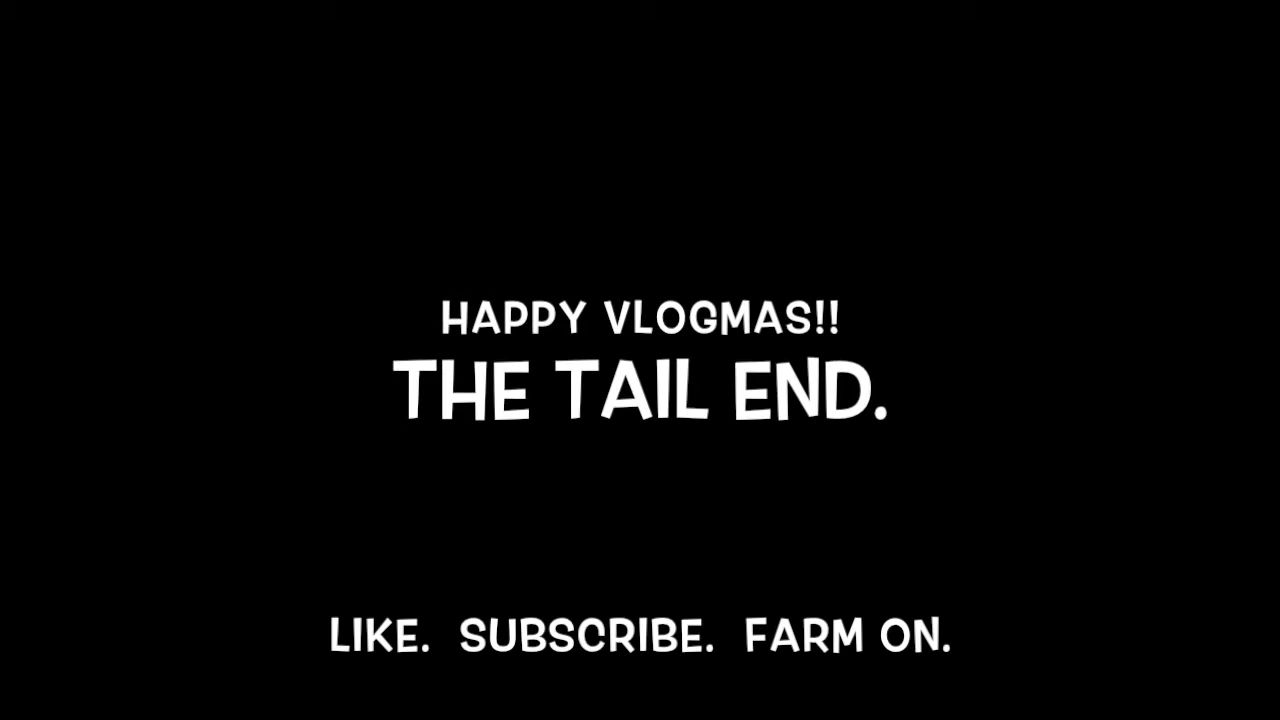 HAPPY VLOGMAS!!
THE TAIL END.
LIKE. SUBSCRIBE. FARM ON.